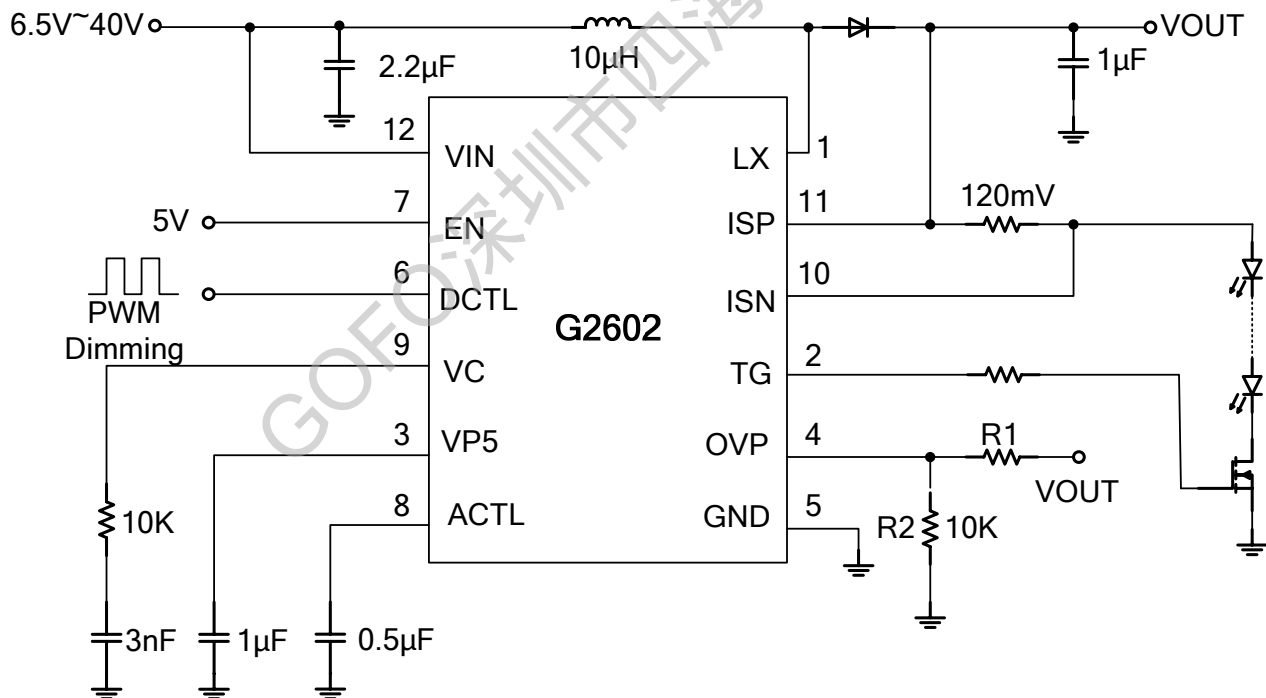 6.5V~40V
10μH
VOUT
2.2μF
1μF
12
VIN
LX
1
7
5V
EN
11
ISP
120mV
6
DCTL
10
ISN
PWM
Dimming
G2602
9
VC
TG
2
3
VP5
OVP
4
R1
VOUT
8
ACTL
GND
5
10K
R2
10K
3nF
1μF
0.5μF
GOFO深圳市四海